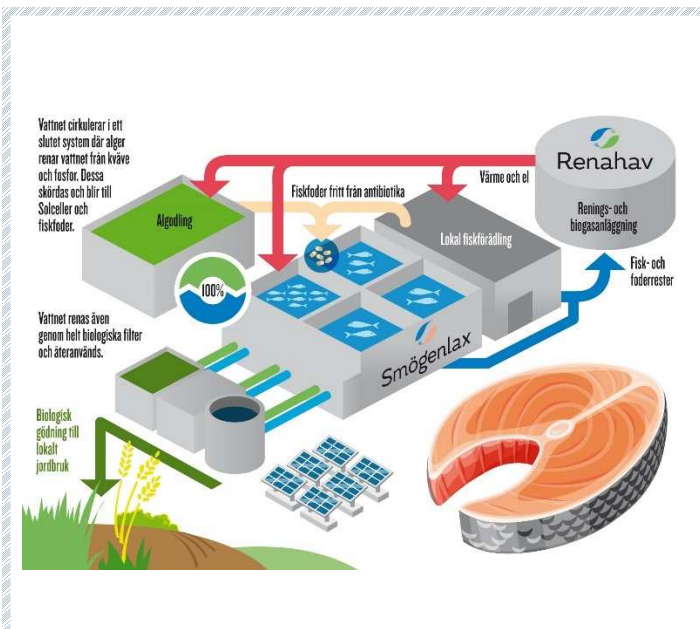 Vattnet cirkulerar i ett
slutet system där alger
renar vattnet från kväve
och fosfor. Dessa
skördas och blir till
Solceller och
fiskfoder.
Algodling
Fiskfoder fritt från antibiotika
Värme och el
Renahav
Renings- och
biogasanläggning
Lokal fiskförädling
Fisk- och
foderrester
100%
Vattnet renas även
genom helt biologiska filter
och återanvänds.
Smögenlax
Biologisk
gödning till
lokalt
jordbruk